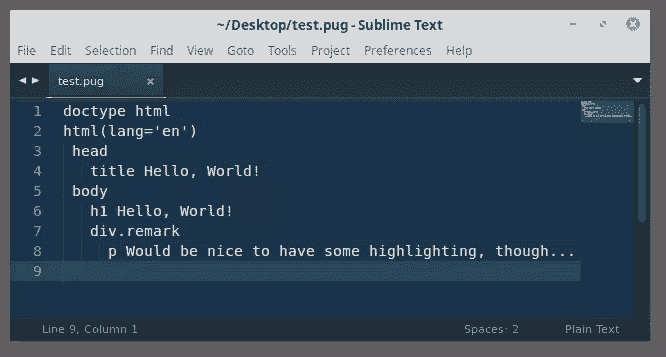 ~/Desktop/test.pug - Sublime Text
File Edit Selection Find View Goto Tools Project Preferences Help
test.pug
1 doctype html
2 html(lang='en')
3 head
4 title Hello, World!
5 body
6 h1 Hello, World!
7 div.remark
8 p Would be nice to have some highlighting, though...
9
Line 9, Column 1 Spaces: 2 Plain Text